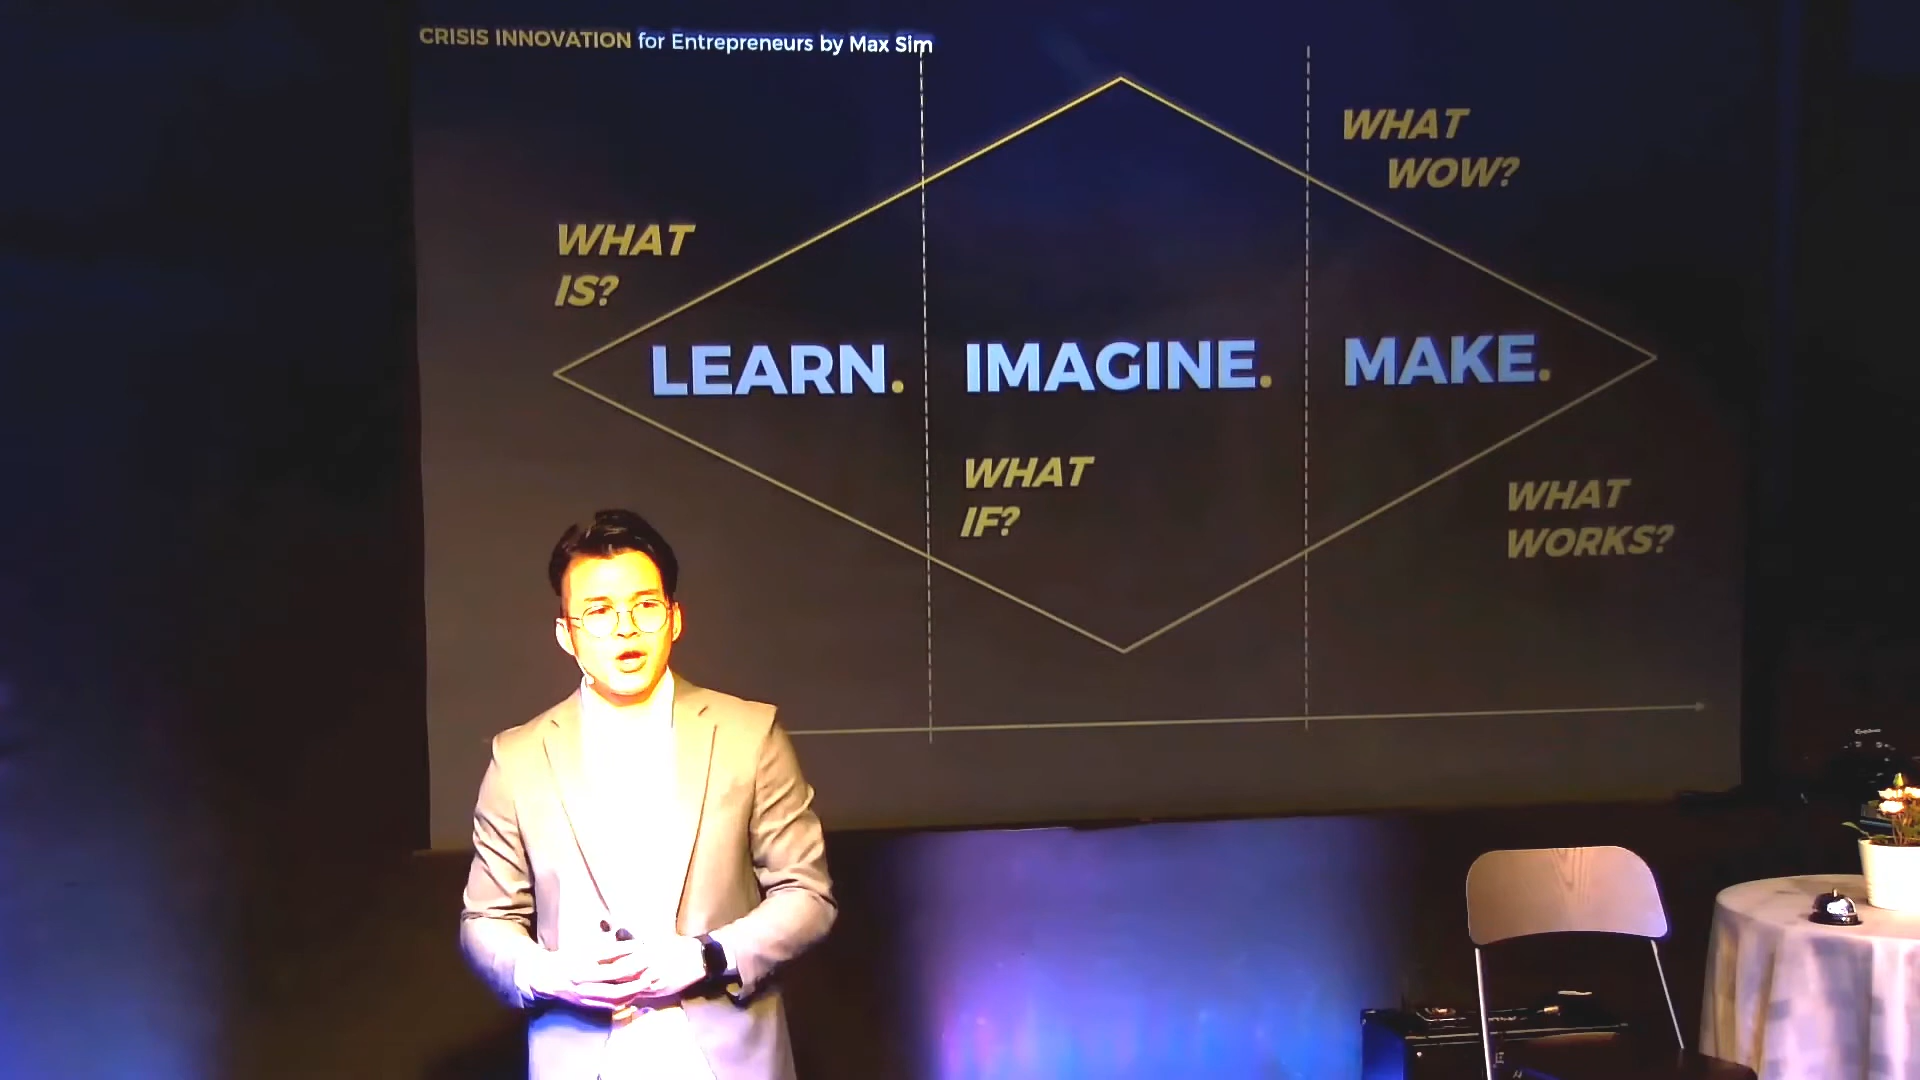 CRISIS INNOVATION for Entrepreneurs by Max Sim
WHAT
WOW?
WHAT
IS?
LEARN. IMAGINE. MAKE.
WHAT
IF?
WHAT
WORKS?